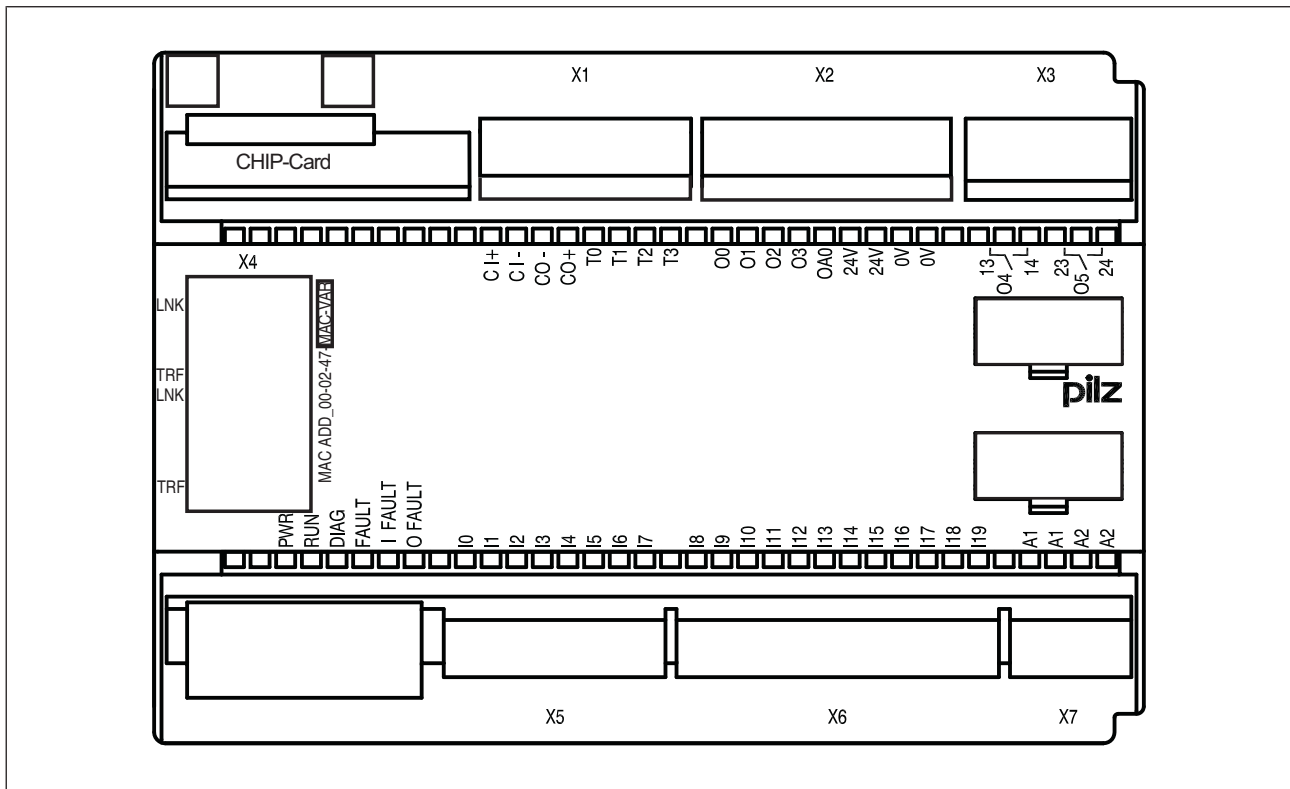 X1 X2 X3
CHIP-Card
CI+
CI-
CO-
CO+
T0
T1
T2
T3
O0
O1
O2
O3
OA0
24V
24V
0V
0V
13
O4
14
23
O5
24
X4
LNK
TRF
LNK
TRF
MAC ADD_00-02-47-MAC-VAR
pilz
PWR
RUN
DIAG
FAULT
I FAULT
O FAULT
I0
I1
I2
I3
I4
I5
I6
I7
I8
I9
I10
I11
I12
I13
I14
I15
I16
I17
I18
I19
A1
A1
A2
A2
X5 X6 X7